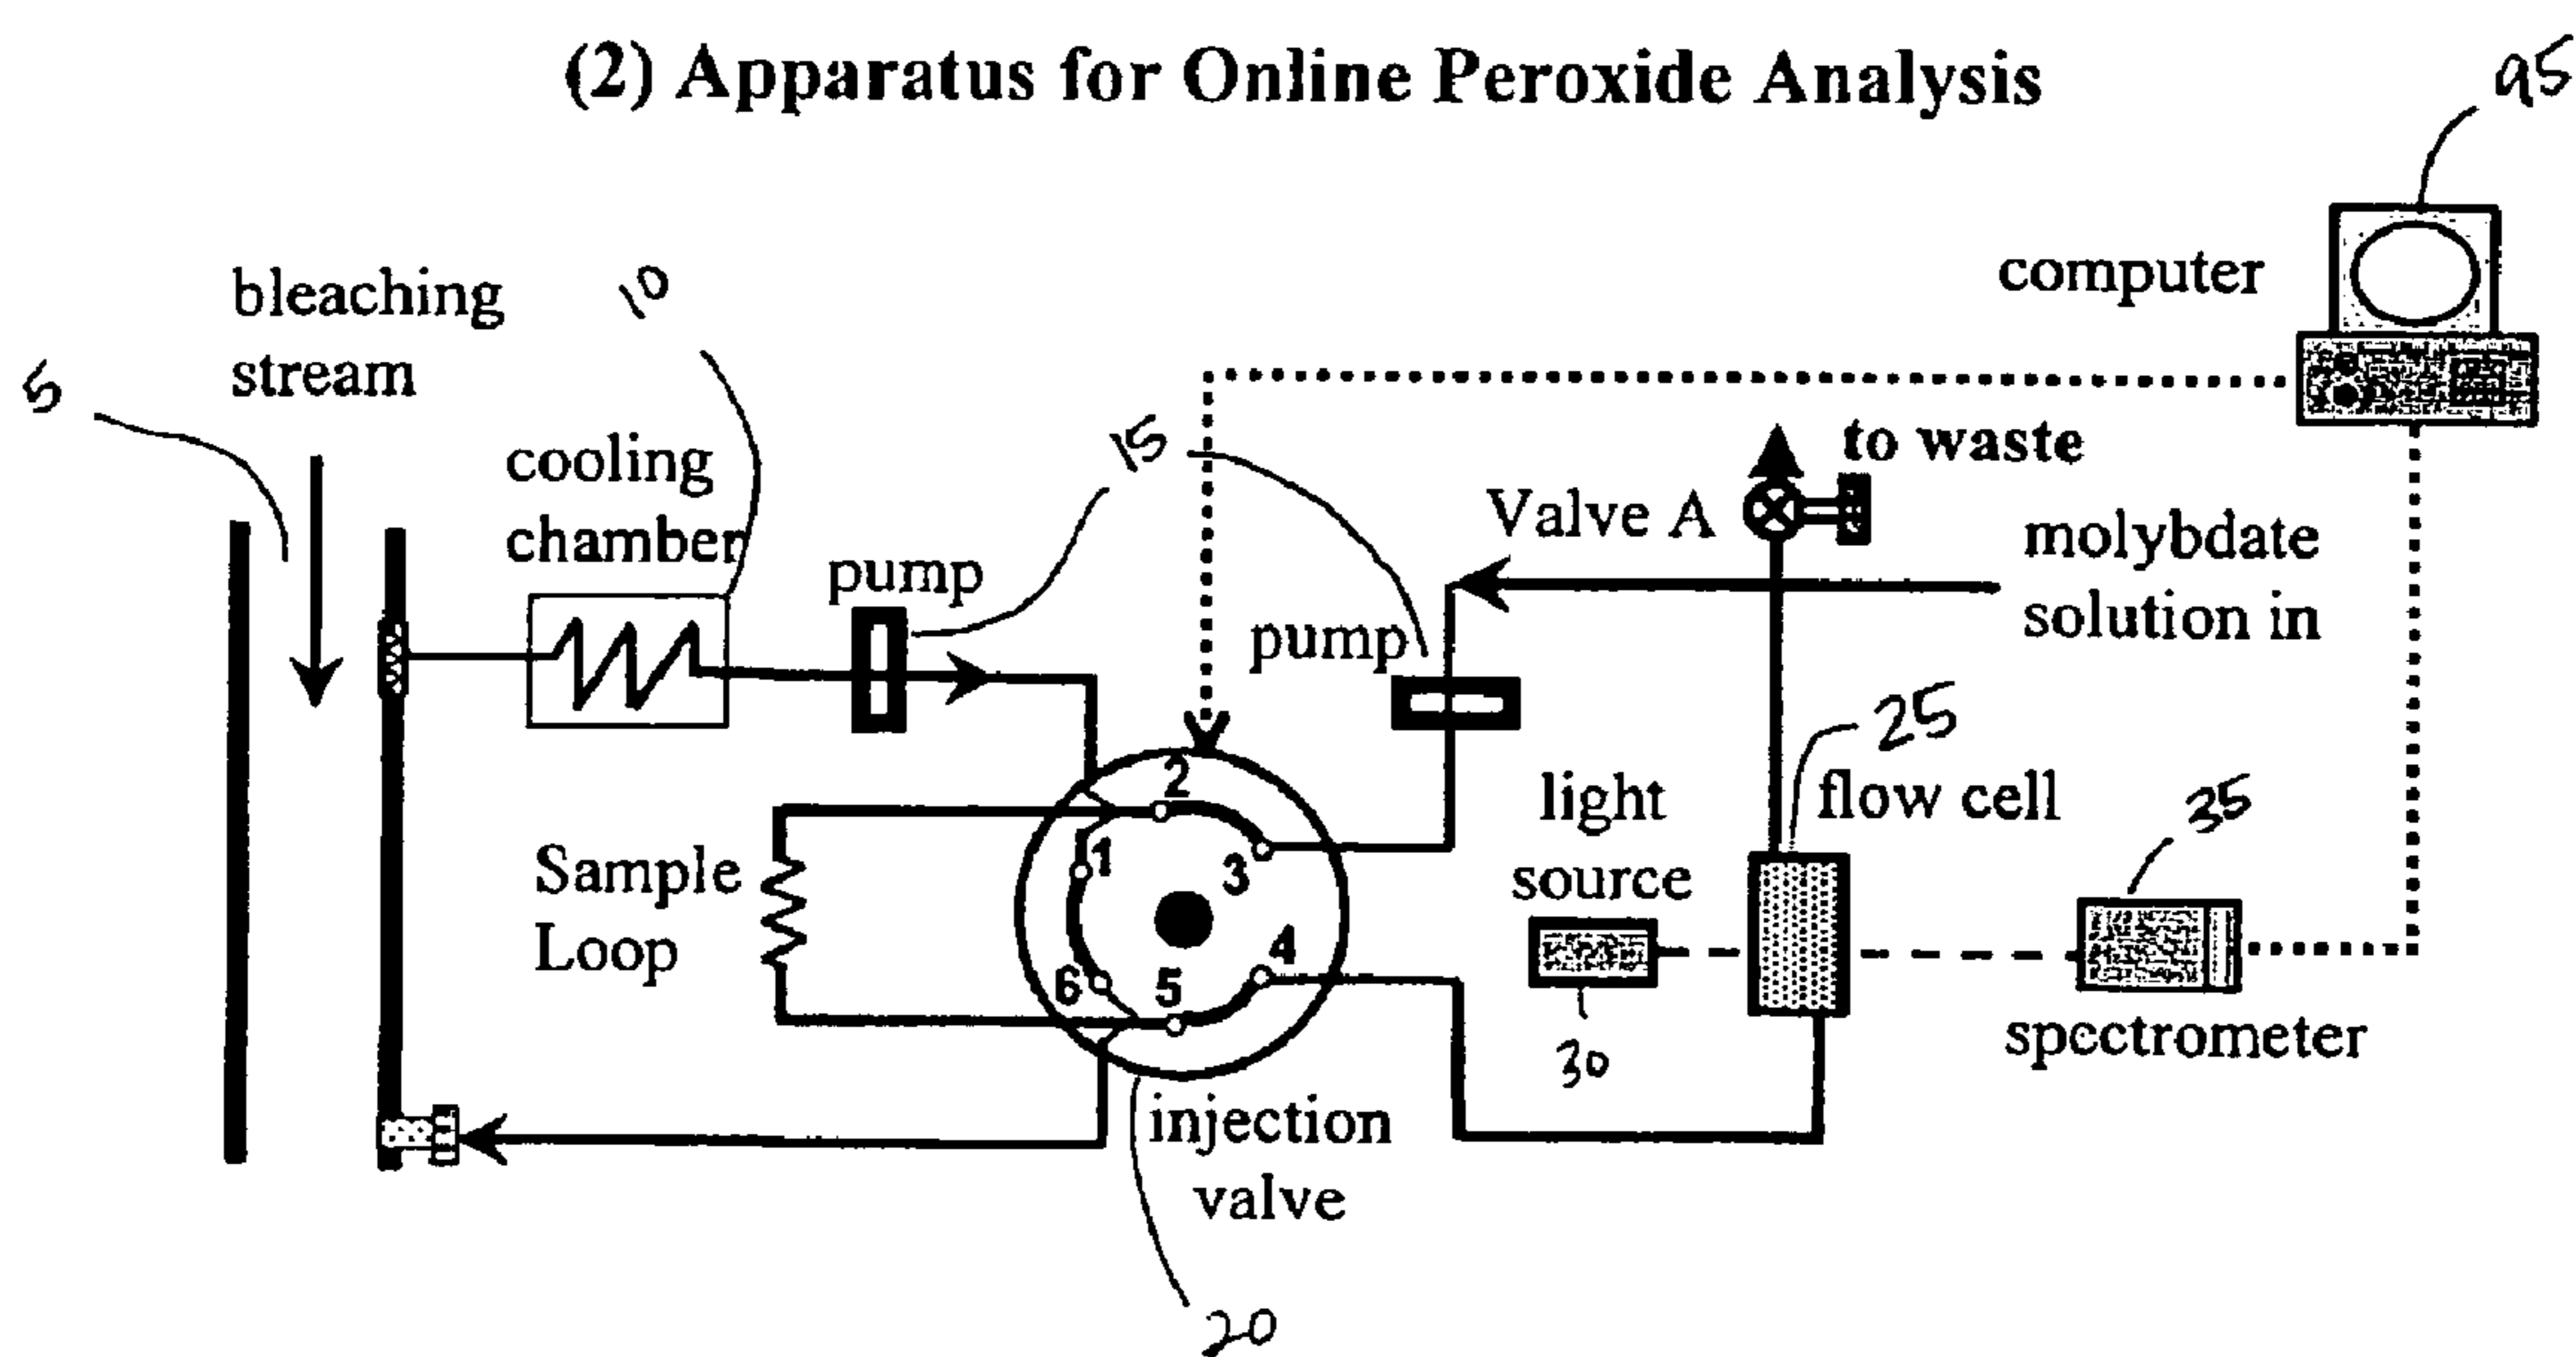 (2) Apparatus for Online Peroxide Analysis
95
computer
bleaching
stream
10
5
cooling
chamber
15
to waste
Valve A
molybdate
solution in
pump
pump
25
flow cell
light
source
35
spectrometer
30
Sample
Loop
2
1
3
4
6
5
injection
valve
20